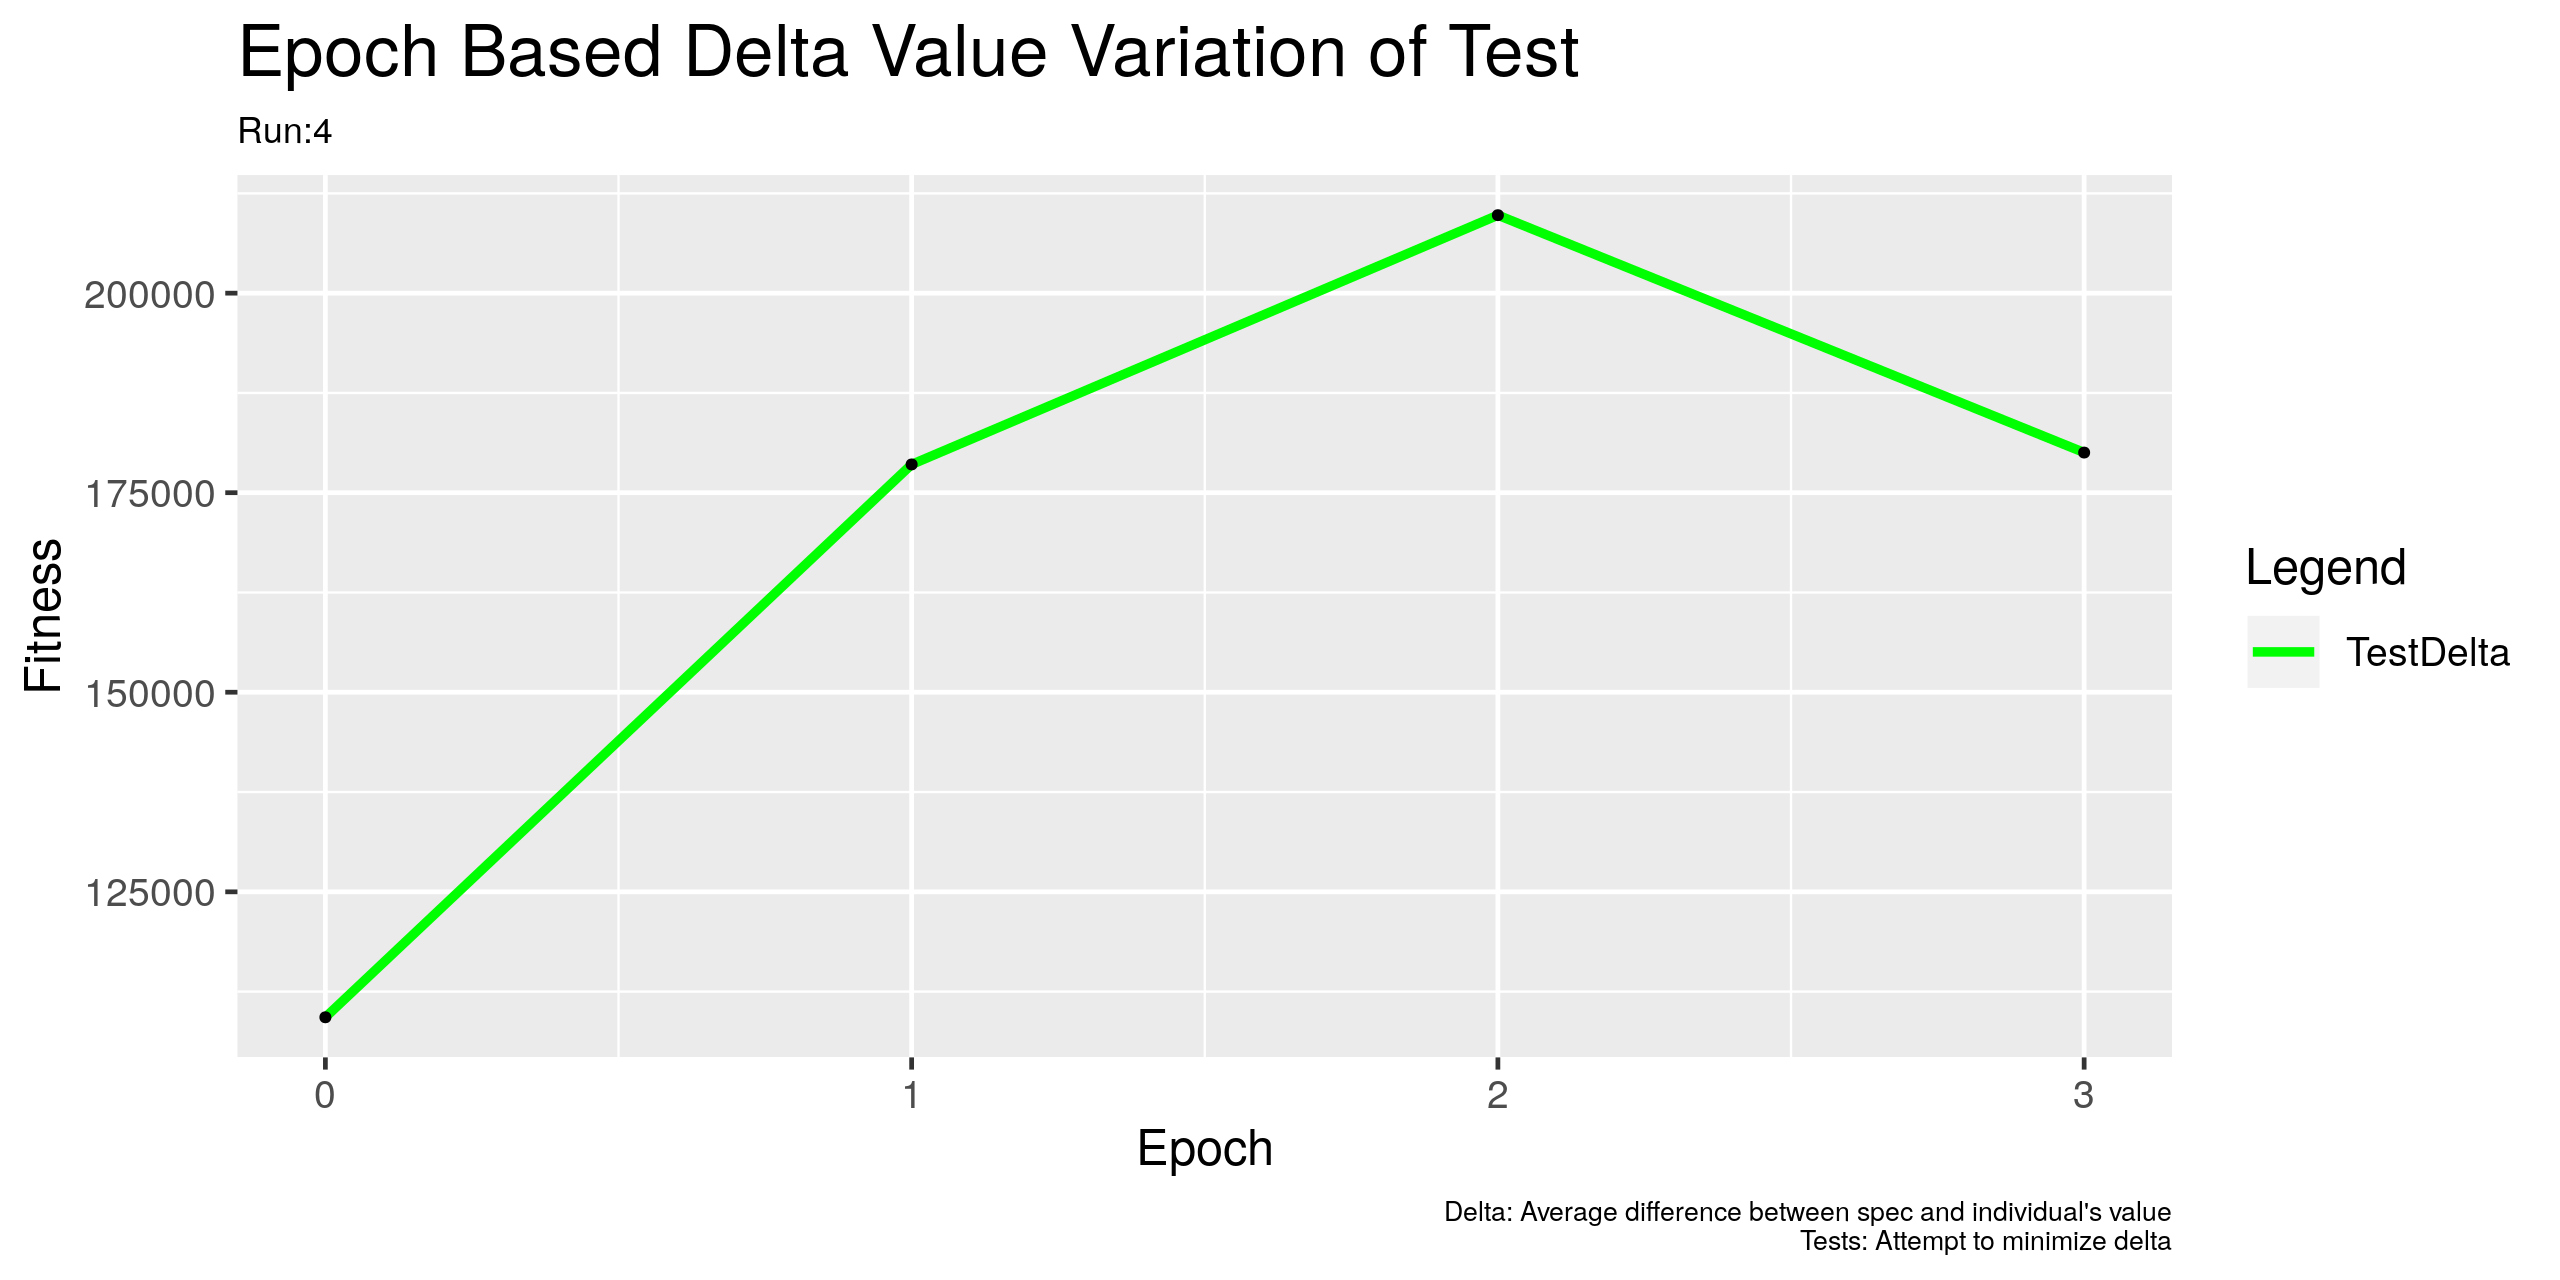 Epoch Based Delta Value Variation of Test
Run:4
Fitness
200000
175000
150000
125000
0
1
2
3
Epoch
Legend
TestDelta
Delta: Average difference between spec and individual's value
Tests: Attempt to minimize delta